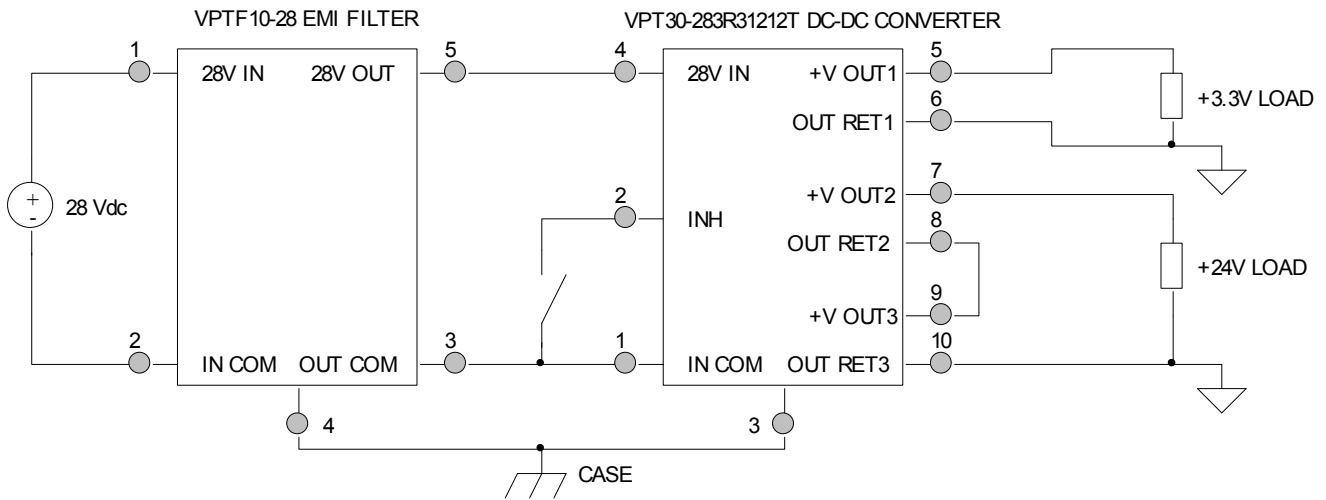 VPTF10-28 EMI FILTER
VPT30-283R31212T DC-DC CONVERTER
1
5
4
5
28V IN
28V OUT
28V IN
+V OUT1
6
+3.3V LOAD
OUT RET1
7
+V OUT2
2
8
+
-
28 Vdc
INH
OUT RET2
9
+24V LOAD
+V OUT3
2
3
1
10
IN COM
OUT COM
IN COM
OUT RET3
4
3
CASE